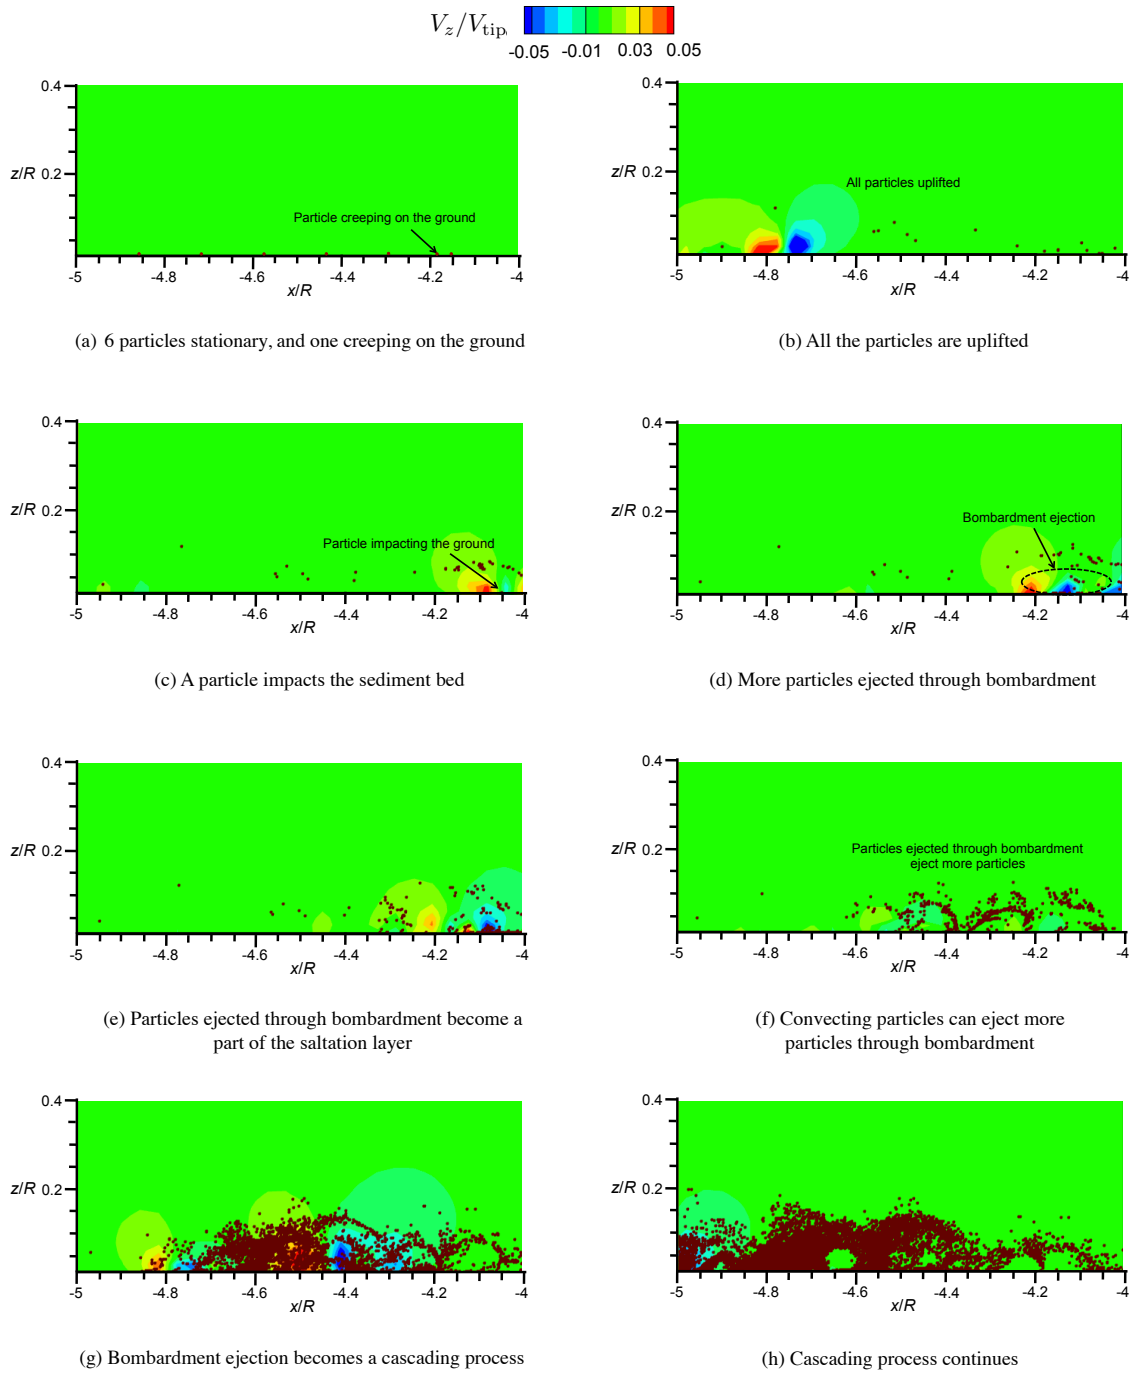 V_z/V_tip
-0.05 -0.01 0.03 0.05
0.4
z/R 0.2
Particle creeping on the ground
-5 -4.8 -4.6 -4.4 -4.2 -4
x/R
(a) 6 particles stationary, and one creeping on the ground
0.4
z/R 0.2
All particles uplifted
-5 -4.8 -4.6 -4.4 -4.2 -4
x/R
(b) All the particles are uplifted
0.4
z/R 0.2
Particle impacting the ground
-5 -4.8 -4.6 -4.4 -4.2 -4
x/R
(c) A particle impacts the sediment bed
0.4
z/R 0.2
Bombardment ejection
-5 -4.8 -4.6 -4.4 -4.2 -4
x/R
(d) More particles ejected through bombardment
0.4
z/R 0.2
-5 -4.8 -4.6 -4.4 -4.2 -4
x/R
(e) Particles ejected through bombardment become a
part of the saltation layer
0.4
z/R 0.2
Particles ejected through bombardment
eject more particles
-5 -4.8 -4.6 -4.4 -4.2 -4
x/R
(f) Convecting particles can eject more
particles through bombardment
0.4
z/R 0.2
-5 -4.8 -4.6 -4.4 -4.2 -4
x/R
(g) Bombardment ejection becomes a cascading process
0.4
z/R 0.2
-5 -4.8 -4.6 -4.4 -4.2 -4
x/R
(h) Cascading process continues